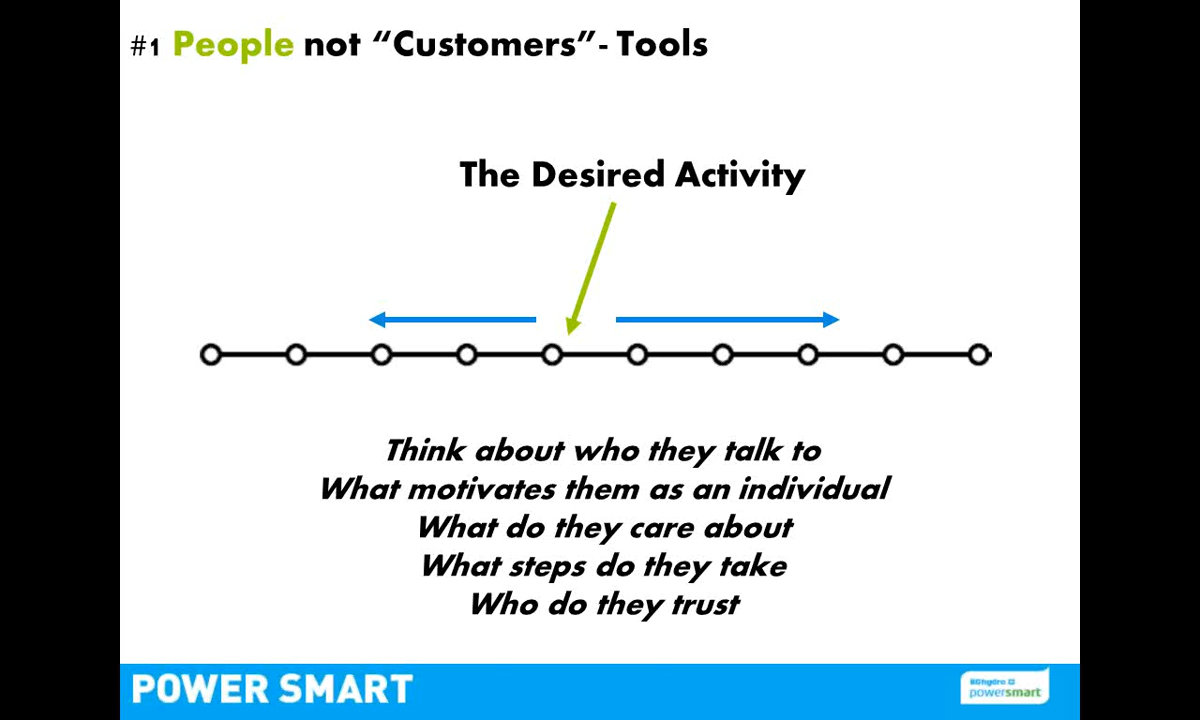 #1 People not “Customers”- Tools
The Desired Activity
Think about who they talk to
What motivates them as an individual
What do they care about
What steps do they take
Who do they trust
POWER SMART
BChydro
powersmart